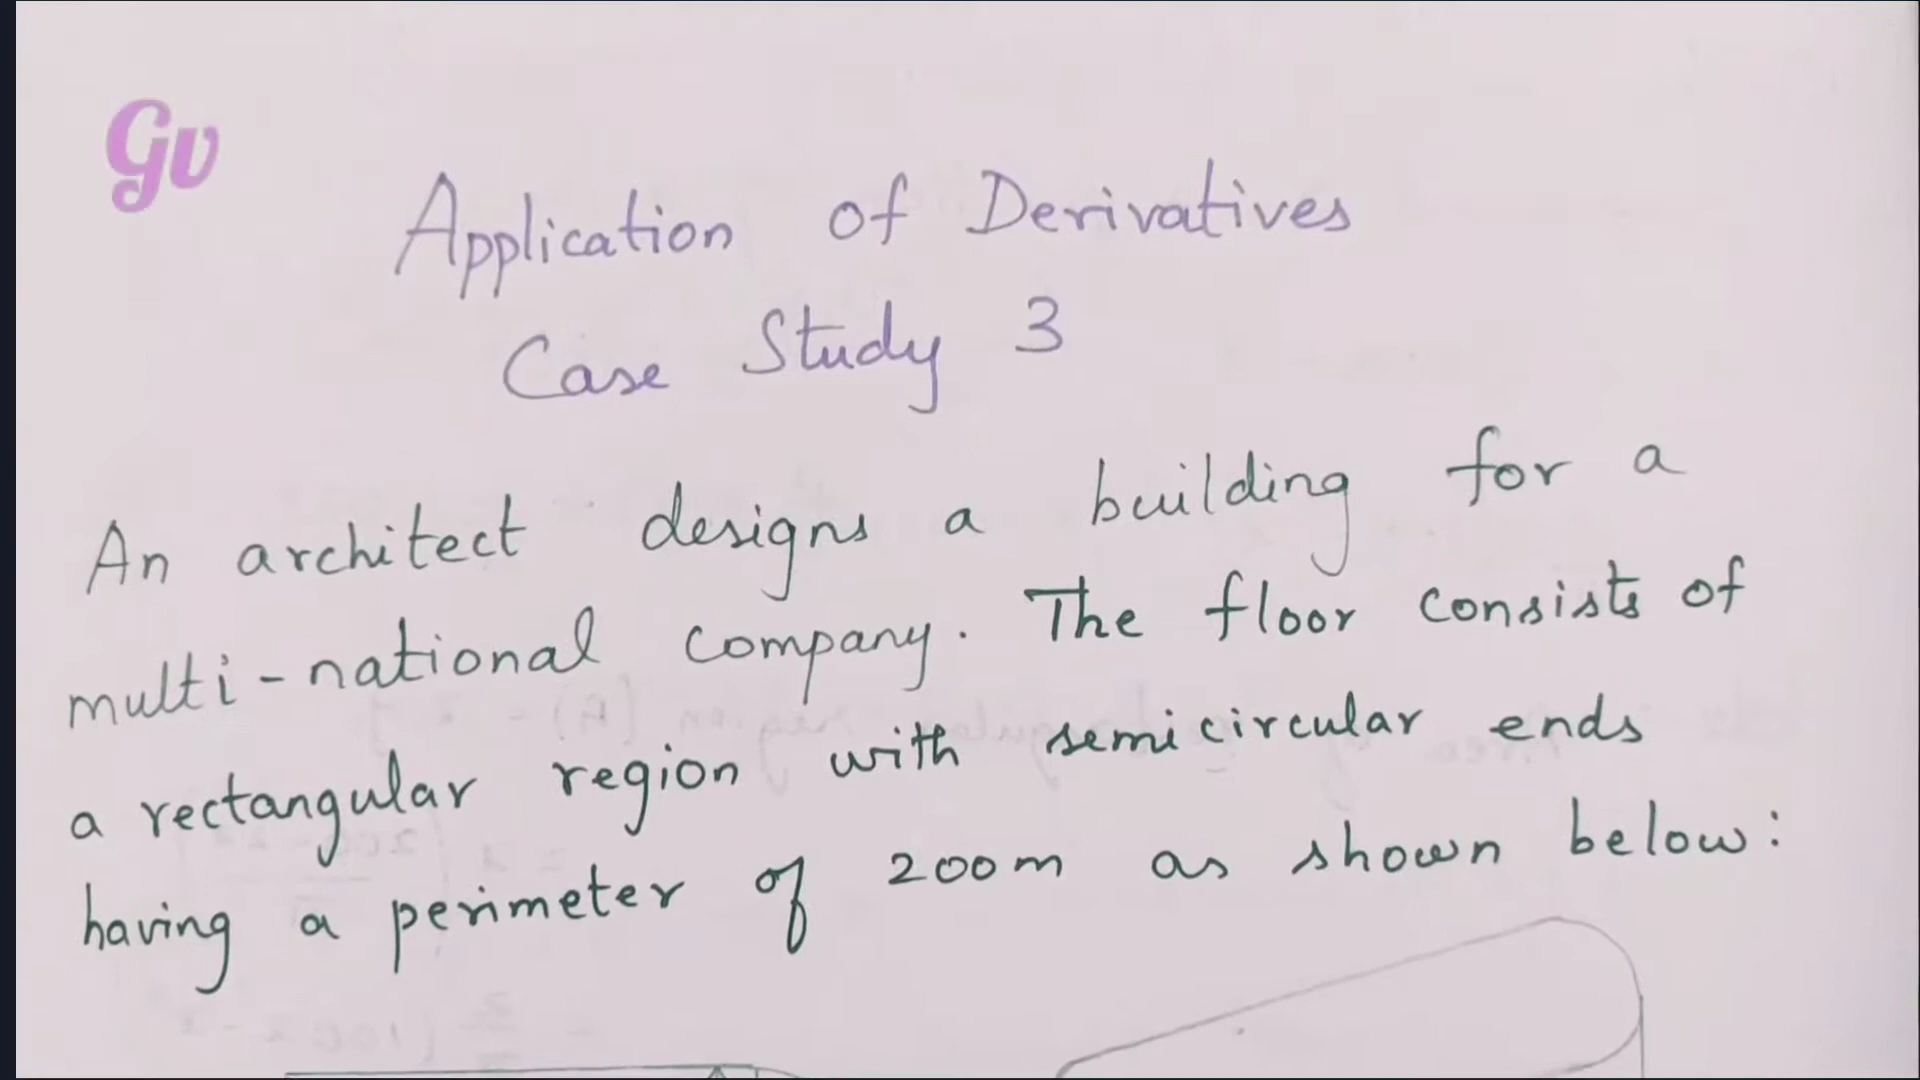 Gv
Application of Derivatives
Case Study 3
An architect designs a building for a
multi-national company. The floor consists of
a rectangular region with semicircular ends
having a perimeter of 200m as shown below: